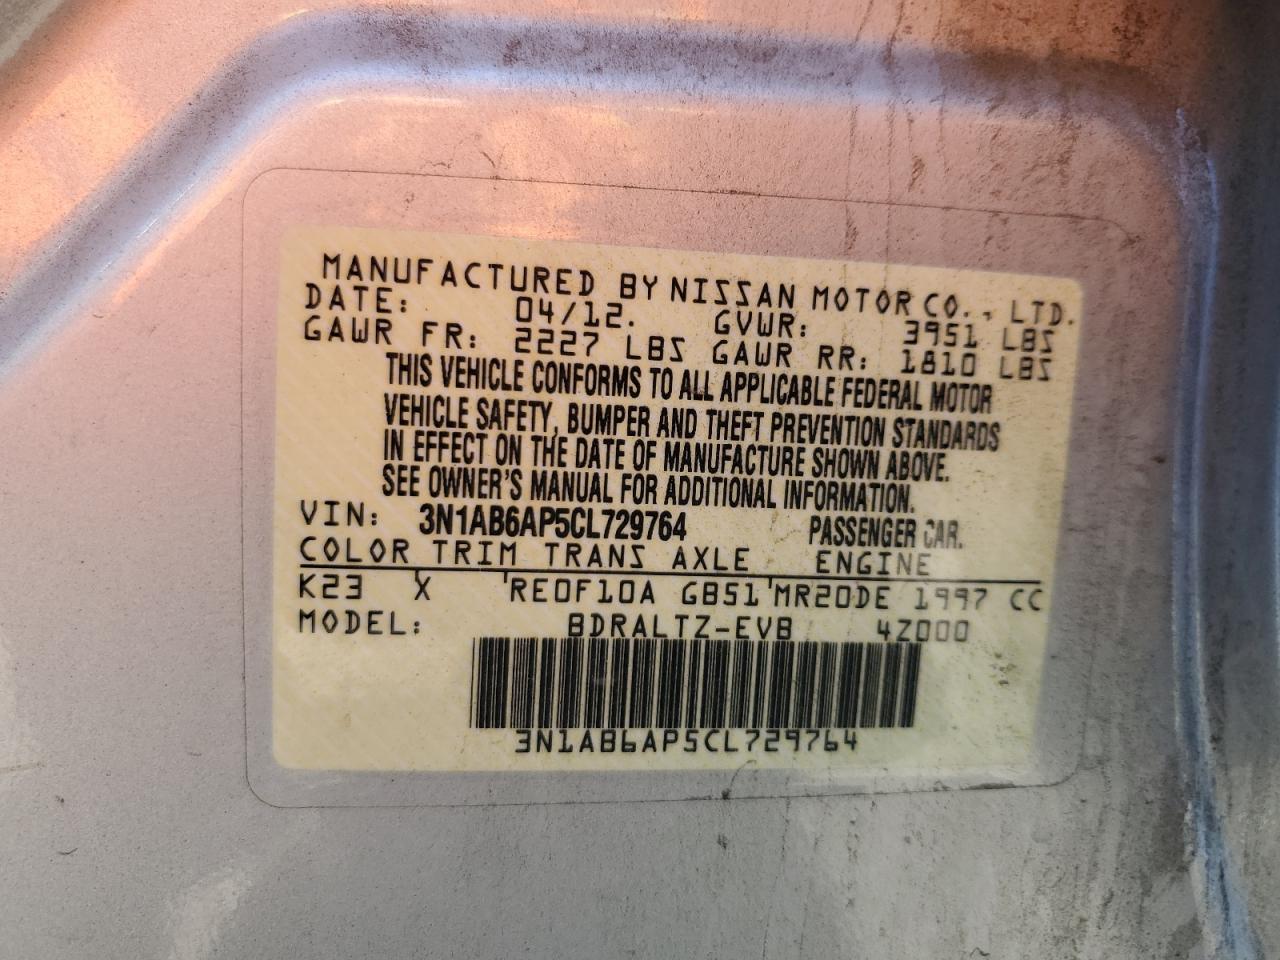 MANUFACTURED BY NISSAN MOTOR CO., LTD.
DATE: 04/12. GVWR: 3951 LBS
GAWR FR: 2227 LBS GAWR RR: 1810 LBS
THIS VEHICLE CONFORMS TO ALL APPLICABLE FEDERAL MOTOR
VEHICLE SAFETY, BUMPER AND THEFT PREVENTION STANDARDS
IN EFFECT ON THE DATE OF MANUFACTURE SHOWN ABOVE.
SEE OWNER'S MANUAL FOR ADDITIONAL INFORMATION.
VIN: 3N1AB6AP5CL729764 PASSENGER CAR.
COLOR TRIM TRANS AXLE ENGINE
K23 X RE0F10A GB51 MR20DE 1997 CC
MODEL: BDRALTZ-EVB 4Z000
3N1AB6AP5CL729764